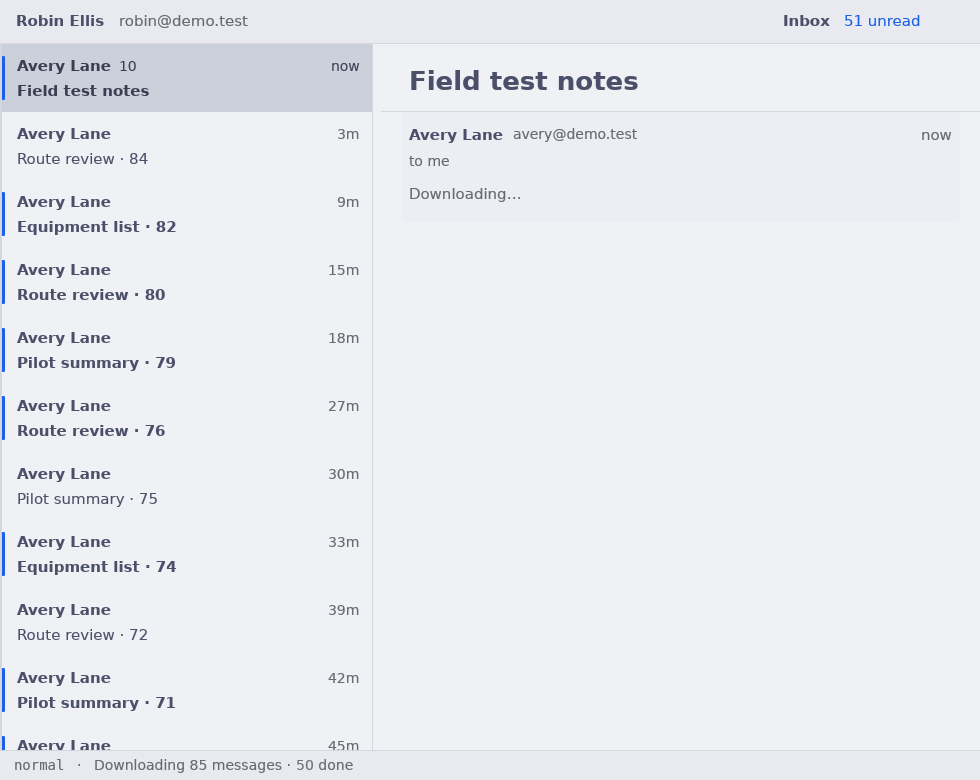 Robin Ellis robin@demo.test
Inbox 51 unread
Avery Lane 10 now
Field test notes
Avery Lane 3m
Route review · 84
Avery Lane 9m
Equipment list · 82
Avery Lane 15m
Route review · 80
Avery Lane 18m
Pilot summary · 79
Avery Lane 27m
Route review · 76
Avery Lane 30m
Pilot summary · 75
Avery Lane 33m
Equipment list · 74
Avery Lane 39m
Route review · 72
Avery Lane 42m
Pilot summary · 71
Avery Lane 45m
Field test notes
Avery Lane avery@demo.test now
to me
Downloading…
normal · Downloading 85 messages · 50 done